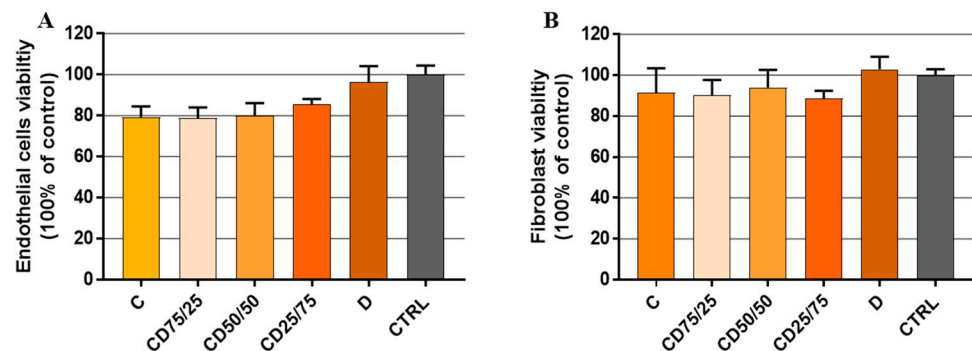 A
Endothelial cells viabiltiy
(100% of control)
120
100
80
60
40
20
0
C
CD75/25
CD50/50
CD25/75
D
CTRL
B
Fibroblast viabiltiy
(100% of control)
120
100
80
60
40
20
0
C
CD75/25
CD50/50
CD25/75
D
CTRL